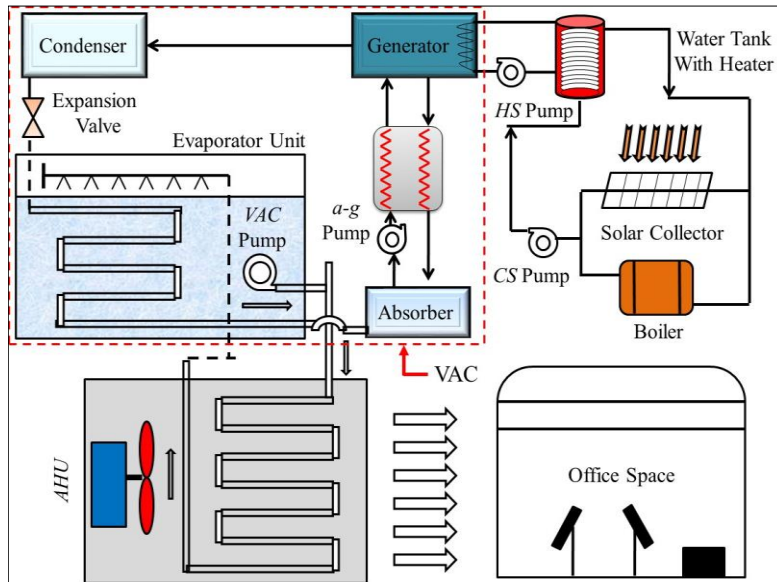 Condenser
Generator
Water Tank
With Heater
Expansion
Valve
HS Pump
Evaporator Unit
VAC
Pump
a-g
Pump
Solar Collector
CS Pump
Absorber
Boiler
VAC
AHU
Office Space